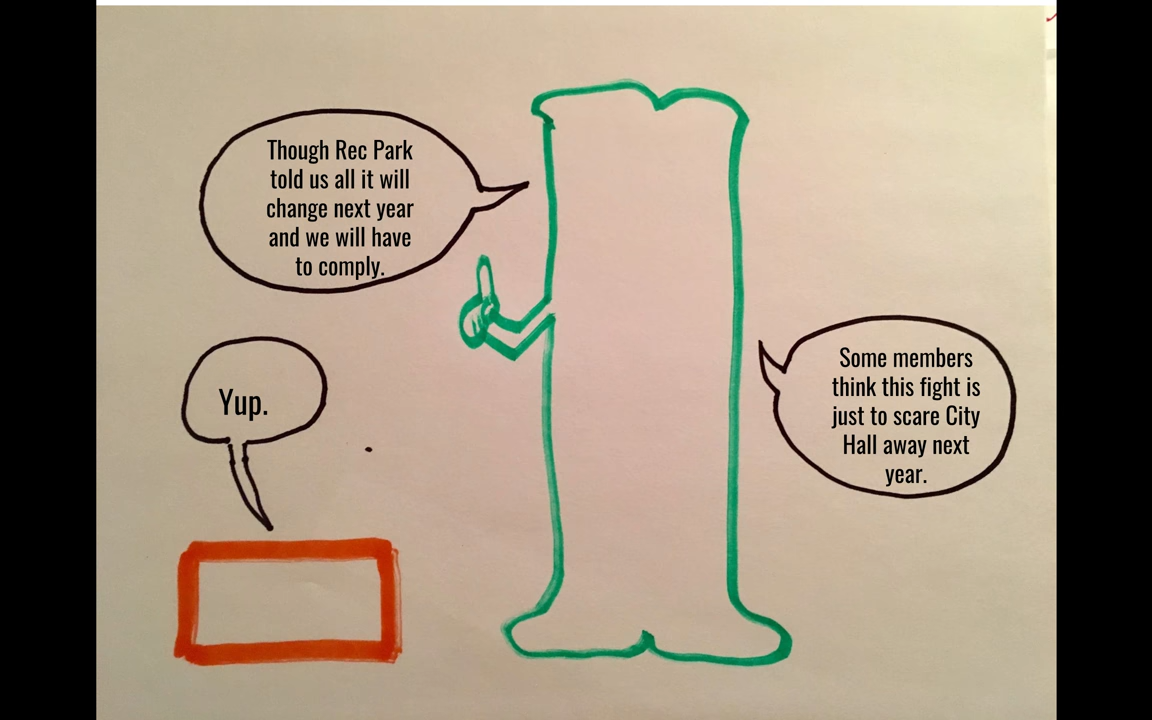 Though Rec Park
told us all it will
change next year
and we will have
to comply.
Yup.
Some members
think this fight is
just to scare City
Hall away next
year.